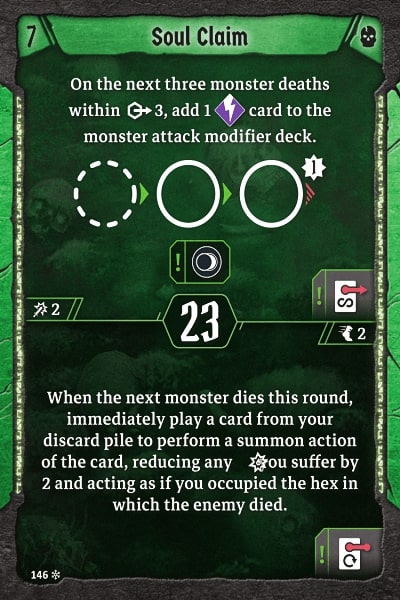 7
Soul Claim
On the next three monster deaths
within 3, add 1 card to the
monster attack modifier deck.
1
!
!
S
2
23
2
When the next monster dies this round,
immediately play a card from your
discard pile to perform a summon action
of the card, reducing any ou suffer by
2 and acting as if you occupied the hex in
which the enemy died.
!
146